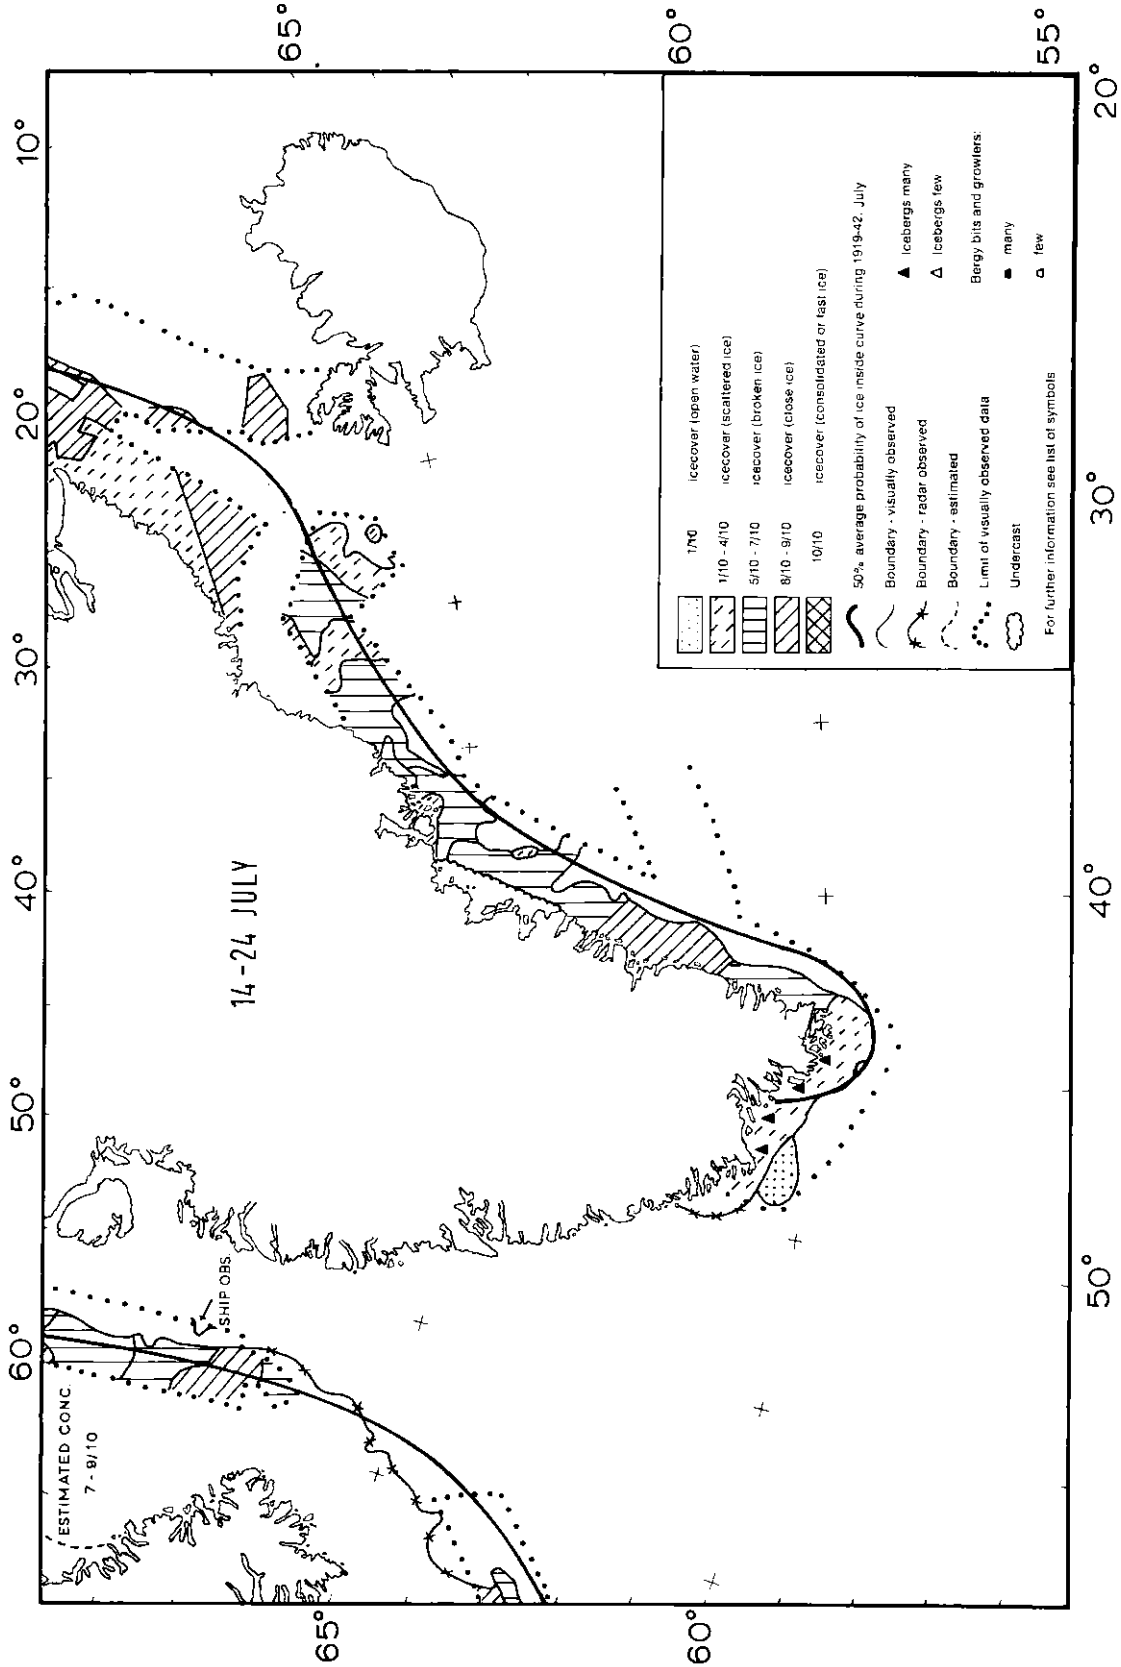 10°
20°
30°
40°
50°
60°
65°
60°
55°
20°
30°
40°
50°
65°
60°
14-24 JULY
SHIP OBS.
ESTIMATED CONC.
7 - 9/10
1/10 icecover (open water)
1/10 - 4/10 icecover (scattered ice)
5/10 - 7/10 icecover (broken ice)
8/10 - 9/10 icecover (close ice)
10/10 icecover (consolidated or fast ice)
50% average probability of ice inside curve during 1919-42. July
Boundary - visually observed
Boundary - radar observed
Boundary - estimated
Limit of visually observed data
Undercast
Icebergs many
Icebergs few
Bergy bits and growlers:
many
few
For further information see list of symbols